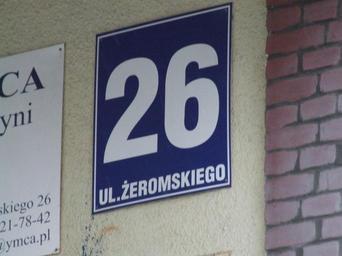 CA
yni
skiego 26
21-78-42
@ymca.pl
26
UL.ŻEROMSKIEGO